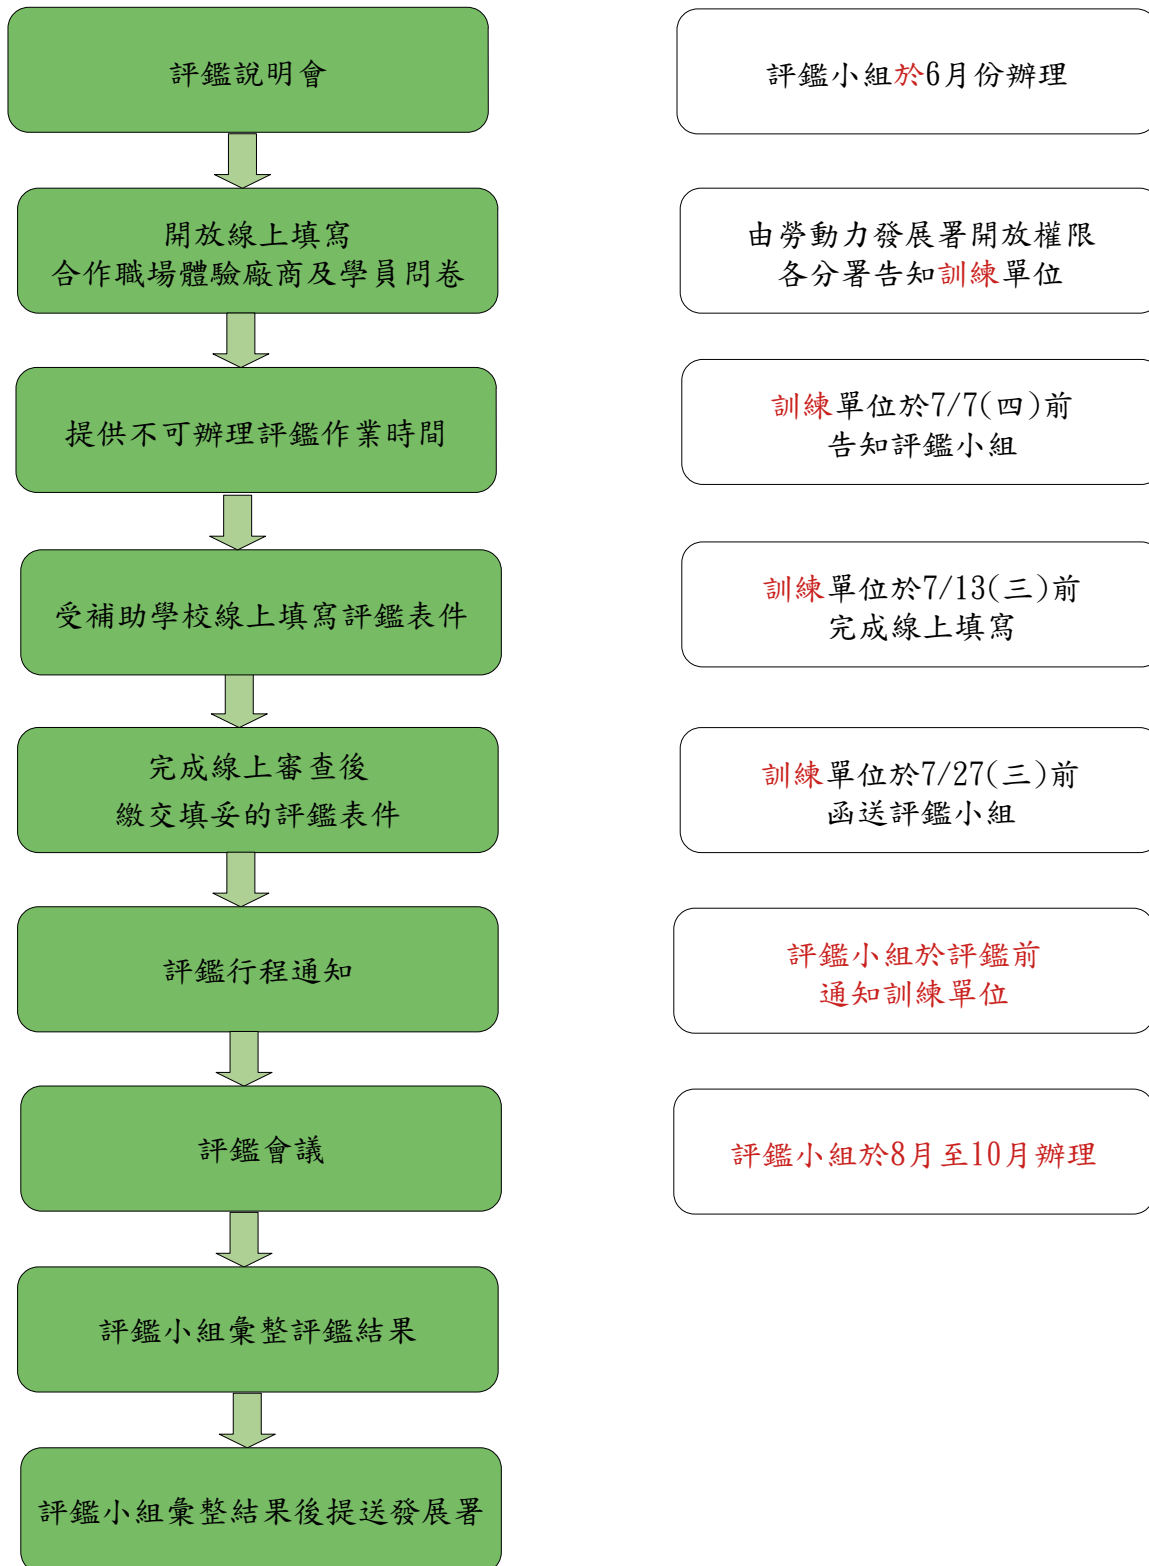 評鑑說明會
評鑑小組於6月份辦理
開放線上填寫
合作職場體驗廠商及學員問卷
由勞動力發展署開放權限
各分署告知訓練單位
提供不可辦理評鑑作業時間
訓練單位於7/7(四)前
告知評鑑小組
受補助學校線上填寫評鑑表件
訓練單位於7/13(三)前
完成線上填寫
完成線上審查後
繳交填妥的評鑑表件
訓練單位於7/27(三)前
函送評鑑小組
評鑑行程通知
評鑑小組於評鑑前
通知訓練單位
評鑑會議
評鑑小組於8月至10月辦理
評鑑小組彙整評鑑結果
評鑑小組彙整結果後提送發展署